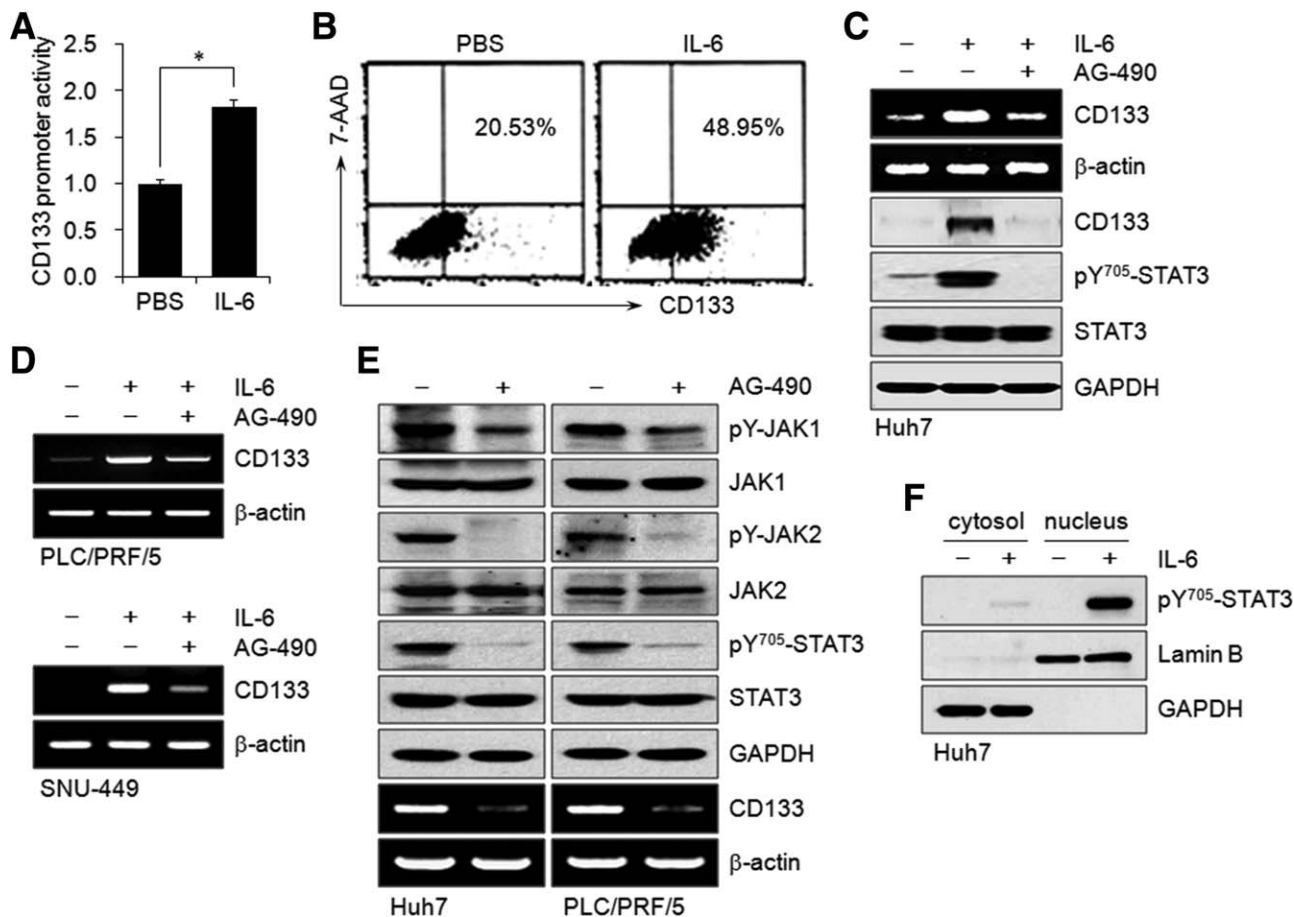 A
CD133 promoter activity
2.5
2.0
1.5
1.0
0.5
0.0
*
PBS IL-6
B
PBS IL-6
7-AAD
20.53% 48.95%
CD133
C
– + + IL-6
– – + AG-490
CD133
β-actin
CD133
pY705-STAT3
STAT3
GAPDH
Huh7
D
– + + IL-6
– – + AG-490
CD133
β-actin
PLC/PRF/5
– + + IL-6
– – + AG-490
CD133
β-actin
SNU-449
E
– + – + AG-490
pY-JAK1
JAK1
pY-JAK2
JAK2
pY705-STAT3
STAT3
GAPDH
CD133
β-actin
Huh7 PLC/PRF/5
F
cytosol nucleus
– + – + IL-6
pY705-STAT3
Lamin B
GAPDH
Huh7